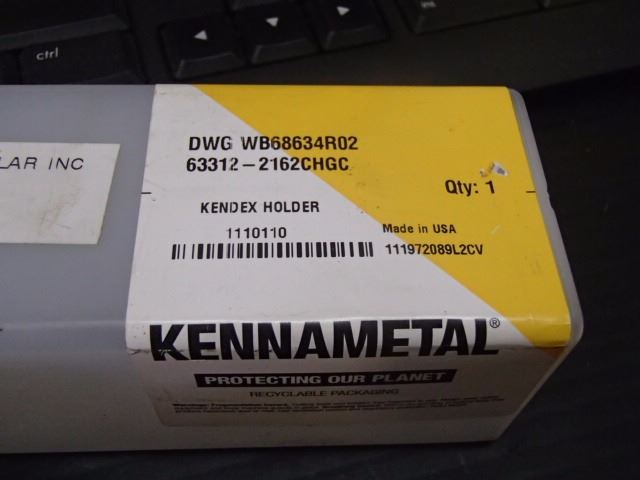 ctrl
LAR INC
DWG WB68634R02
63312-2162CHGC
Qty: 1
KENDEX HOLDER
1110110
Made in USA
111972089L2CV
KENNAMETAL®
PROTECTING OUR PLANET
RECYCLABLE PACKAGING